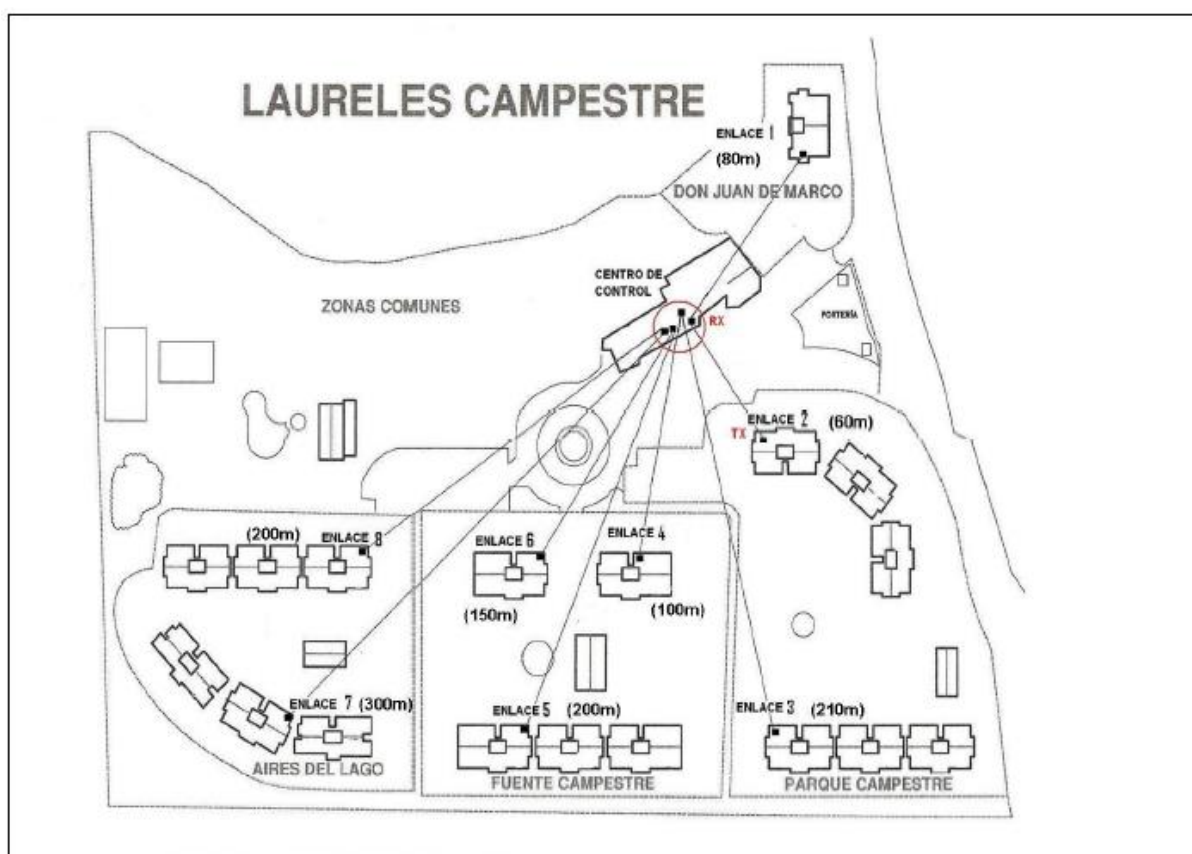 LAURELES CAMPESTRE
ENLACE 1
(80m)
DON JUAN DE MARCO
CENTRO DE
CONTROL
ZONAS COMUNES
RX
PORTERÍA
ENLACE 2 (60m)
TX
(200m) ENLACE 8
ENLACE 6
ENLACE 4
(150m)
(100m)
ENLACE 7 (300m)
ENLACE 5 (200m)
ENLACE 3 (210m)
AIRES DEL LAGO
FUENTE CAMPESTRE
PARQUE CAMPESTRE